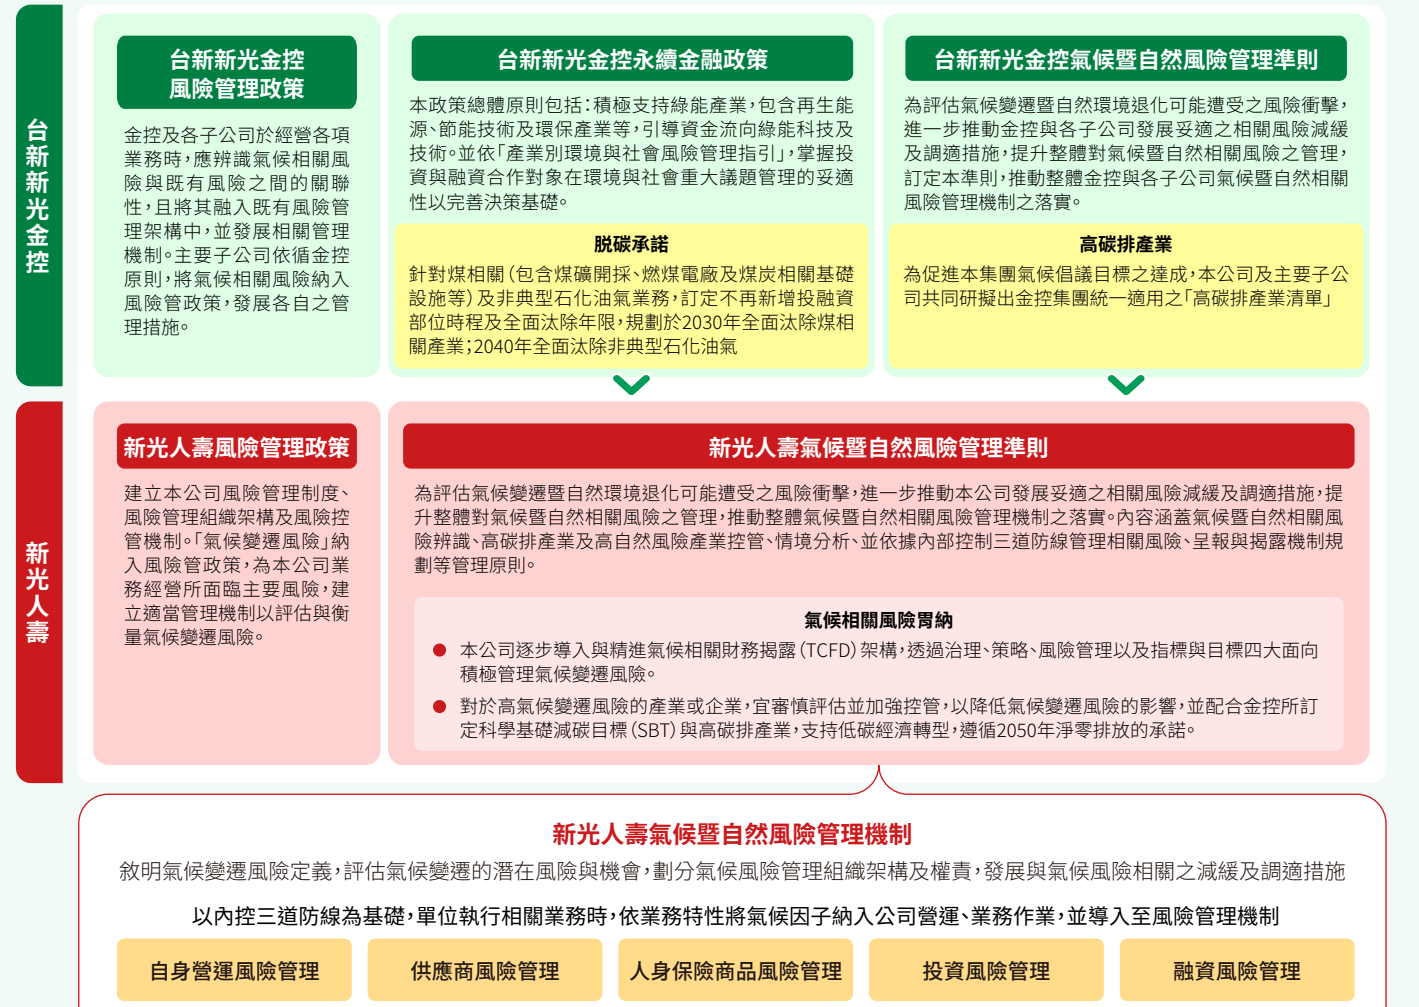 台新新光金控
台新新光金控
風險管理政策
金控及各子公司於經營各項
業務時，應辨識氣候相關風
險與既有風險之間的關聯
性，且將其融入既有風險管
理架構中，並發展相關管理
機制。主要子公司依循金控
原則，將氣候相關風險納入
風險管政策，發展各自之管
理措施。
台新新光金控永續金融政策
本政策總體原則包括：積極支持綠能產業，包含再生能
源、節能技術及環保產業等，引導資金流向綠能科技及
技術。並依「產業別環境與社會風險管理指引」，掌握投
資與融資合作對象在環境與社會重大議題管理的妥適
性以完善決策基礎。
脱碳承諾
針對煤相關（包含煤礦開採、燃煤電廠及煤炭相關基礎
設施等）及非典型石化油氣業務，訂定不再新增投融資
部位時程及全面汰除年限，規劃於2030年全面汰除煤相
關產業；2040年全面汰除非典型石化油氣
台新新光金控氣候暨自然風險管理準則
為評估氣候變遷暨自然環境退化可能遭受之風險衝擊，
進一步推動金控與各子公司發展妥適之相關風險減緩
及調適措施，提升整體對氣候暨自然相關風險之管理，
訂定本準則，推動整體金控與各子公司氣候暨自然相關
風險管理機制之落實。
高碳排產業
為促進本集團氣候倡議目標之達成，本公司及主要子公
司共同研擬出金控集團統一適用之「高碳排產業清單」
新光人壽
新光人壽風險管理政策
建立本公司風險管理制度、
風險管理組織架構及風險控
管機制。「氣候變遷風險」納
入風險管政策，為本公司業
務經營所面臨主要風險，建
立適當管理機制以評估與衡
量氣候變遷風險。
新光人壽氣候暨自然風險管理準則
為評估氣候變遷暨自然環境退化可能遭受之風險衝擊，進一步推動本公司發展妥適之相關風險減緩及調適措施，提
升整體對氣候暨自然相關風險之管理，推動整體氣候暨自然相關風險管理機制之落實。內容涵蓋氣候暨自然相關風
險辨識、高碳排產業及高自然風險產業控管、情境分析、並依據內部控制三道防線管理相關風險、呈報與揭露機制規
劃等管理原則。
氣候相關風險胃納
● 本公司逐步導入與精進氣候相關財務揭露（TCFD）架構，透過治理、策略、風險管理以及指標與目標四大面向
積極管理氣候變遷風險。
● 對於高氣候變遷風險的產業或企業，宜審慎評估並加強控管，以降低氣候變遷風險的影響，並配合金控所訂
定科學基礎減碳目標（SBT）與高碳排產業，支持低碳經濟轉型，遵循2050年淨零排放的承諾。
新光人壽氣候暨自然風險管理機制
敘明氣候變遷風險定義，評估氣候變遷的潛在風險與機會，劃分氣候風險管理組織架構及權責，發展與氣候風險相關之減緩及調適措施
以內控三道防線為基礎，單位執行相關業務時，依業務特性將氣候因子納入公司營運、業務作業，並導入至風險管理機制
自身營運風險管理
供應商風險管理
人身保險商品風險管理
投資風險管理
融資風險管理